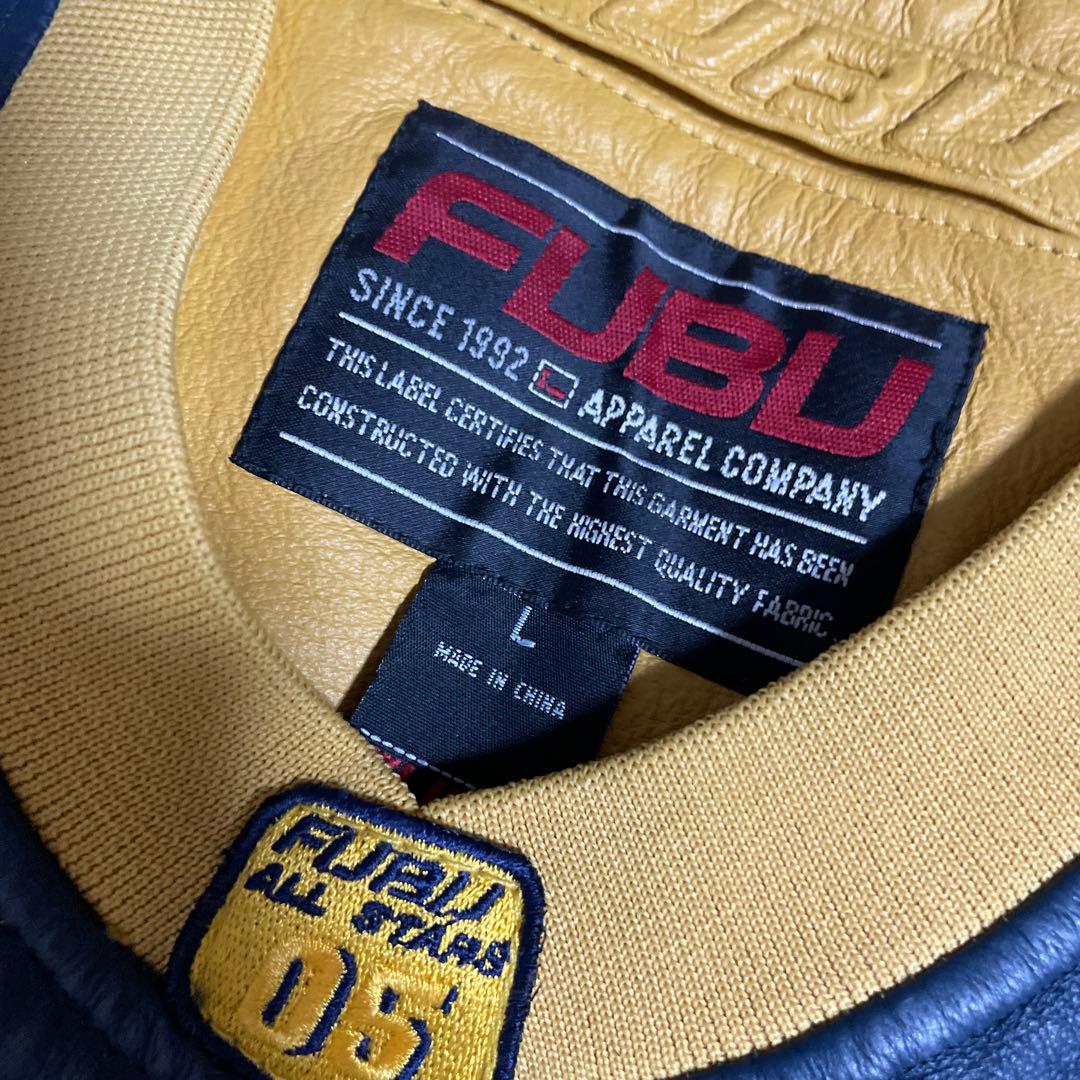 FUBU
FUBU
SINCE 1992 APPAREL COMPANY
THIS LABEL CERTIFIES THAT THIS GARMENT HAS BEEN
CONSTRUCTED WITH THE HIGHEST QUALITY FABRIC.
L
MADE IN CHINA
FUBU
ALL STARS
05